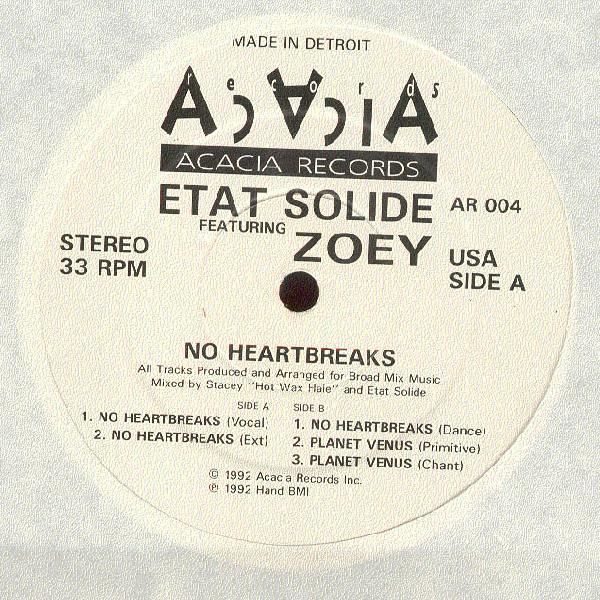 MADE IN DETROIT
records
AcAcIA
ACACIA RECORDS
ETAT SOLIDE
AR 004
FEATURING
ZOEY
STEREO
33 RPM
USA
SIDE A
NO HEARTBREAKS
All Tracks Produced and Arranged for Broad Mix Music
Mixed by Stacey "Hot Wax Hale" and Etat Solide
SIDE A
1. NO HEARTBREAKS (Vocal)
2. NO HEARTBREAKS (Ext)
SIDE B
1. NO HEARTBREAKS (Dance)
2. PLANET VENUS (Primitive)
3. PLANET VENUS (Chant)
© 1992 Acacia Records Inc.
℗ 1992 Hand BMI